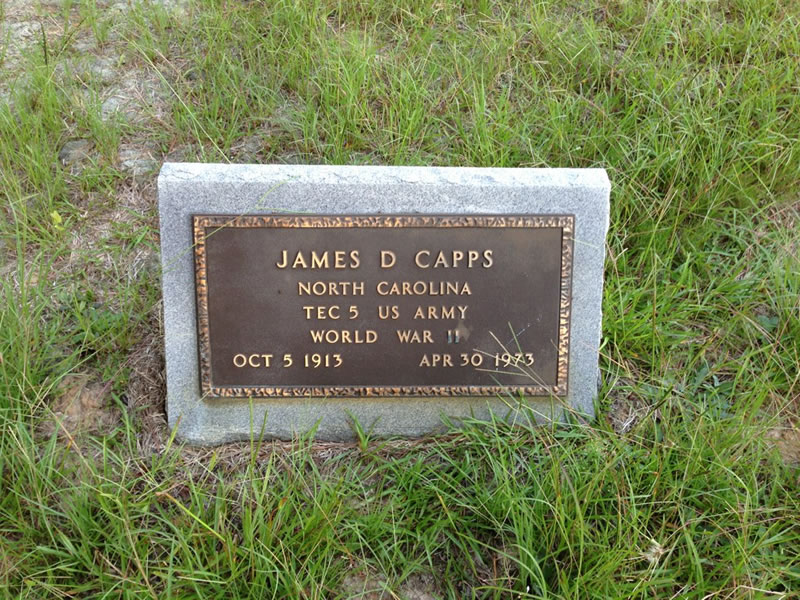 JAMES D CAPPS
NORTH CAROLINA
TEC 5 US ARMY
WORLD WAR II
OCT 5 1913 APR 30 1973